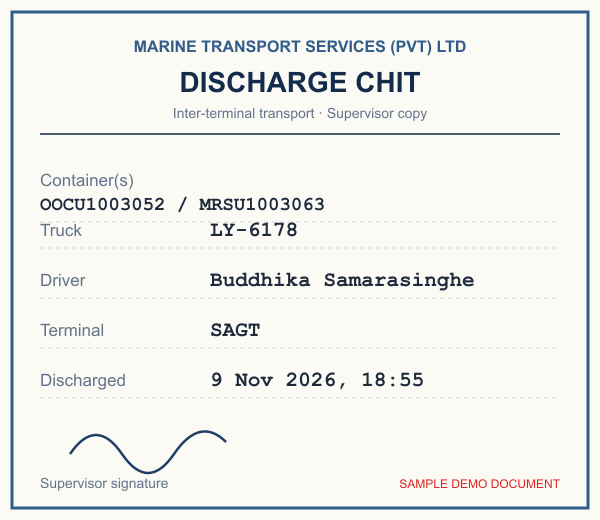 MARINE TRANSPORT SERVICES (PVT) LTD
DISCHARGE CHIT
Inter-terminal transport · Supervisor copy
Container(s)
OOCU1003052 / MRSU1003063
Truck LY-6178
Driver Buddhika Samarasinghe
Terminal SAGT
Discharged 9 Nov 2026, 18:55
Supervisor signature SAMPLE DEMO DOCUMENT